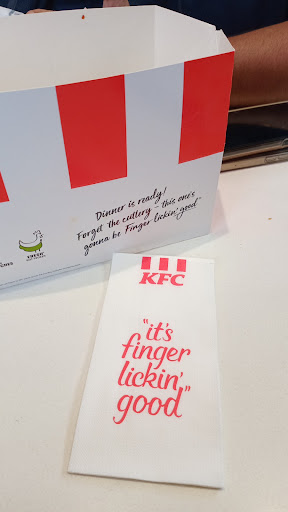 Dinner is ready!
Forget the cutlery - this one's
gonna be Finger lickin' good"
KFC
"it's
finger
lickin'
good"